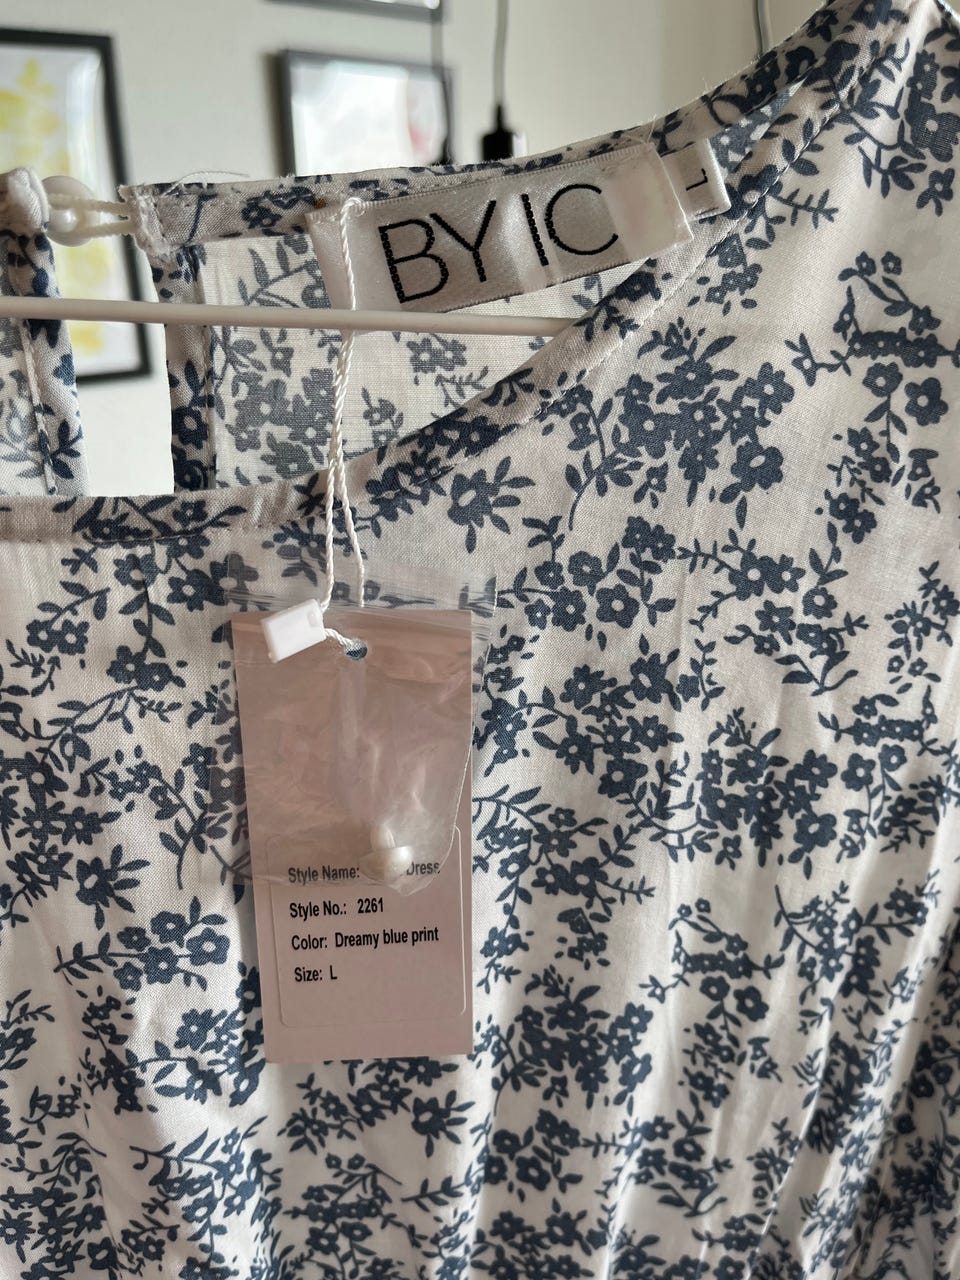 BY IC
L
Style Name: Dress
Style No.: 2261
Color: Dreamy blue print
Size: L